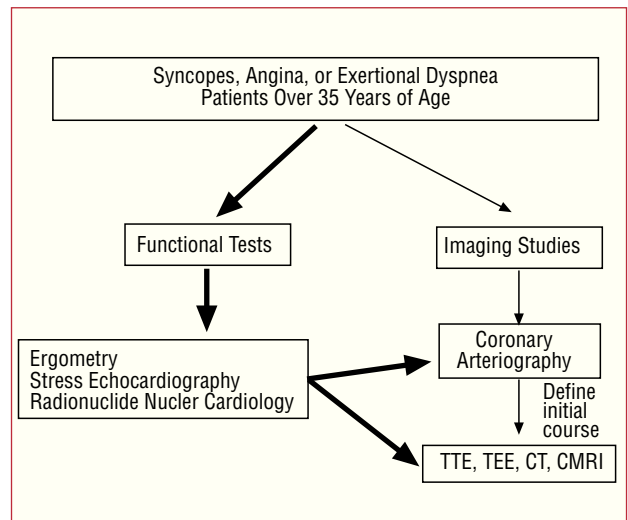 Syncopes, Angina, or Exertional Dyspnea
Patients Over 35 Years of Age
Functional Tests
Imaging Studies
Ergometry
Stress Echocardiography
Radionuclide Nucler Cardiology
Coronary
Arteriography
Define
initial
course
TTE, TEE, CT, CMRI